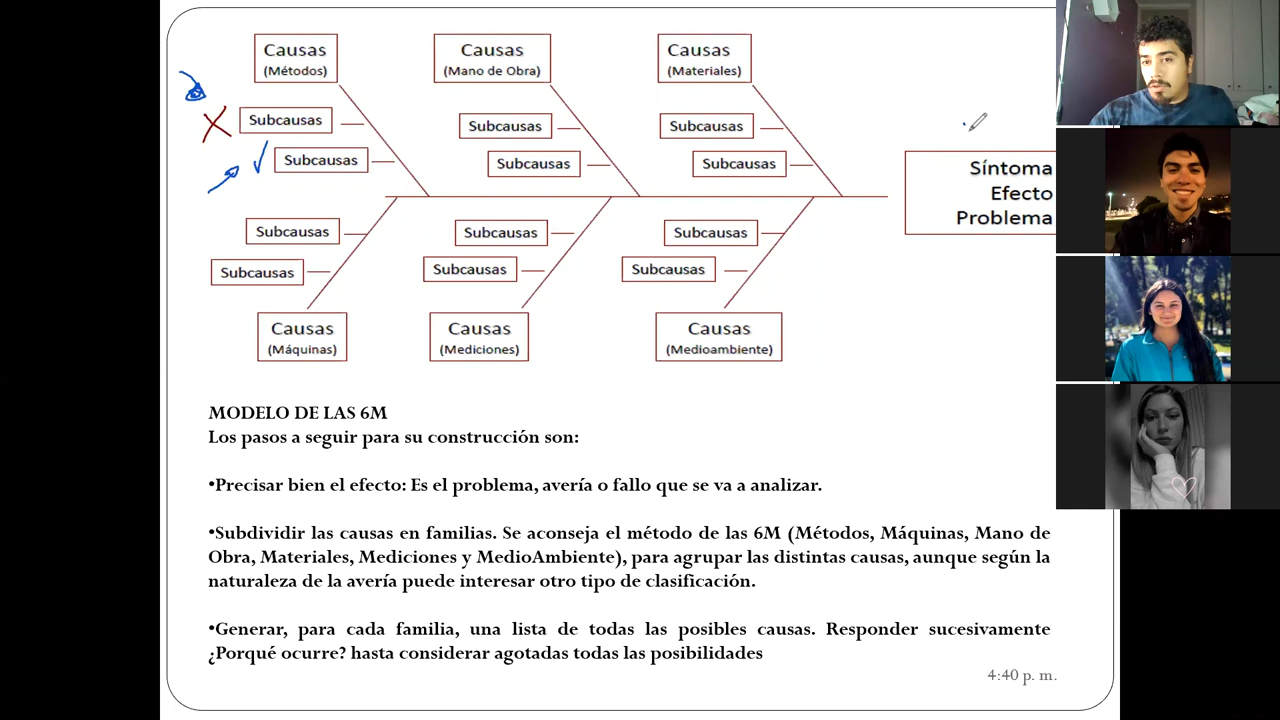 Causas
(Métodos)
Causas
(Mano de Obra)
Causas
(Materiales)
Subcausas
Subcausas
Subcausas
Subcausas
Subcausas
Subcausas
Síntoma
Efecto
Problema
Subcausas
Subcausas
Subcausas
Subcausas
Subcausas
Subcausas
Causas
(Máquinas)
Causas
(Mediciones)
Causas
(Medioambiente)
MODELO DE LAS 6M
Los pasos a seguir para su construcción son:
•Precisar bien el efecto: Es el problema, avería o fallo que se va a analizar.
•Subdividir las causas en familias. Se aconseja el método de las 6M (Métodos, Máquinas, Mano de
Obra, Materiales, Mediciones y MedioAmbiente), para agrupar las distintas causas, aunque según la
naturaleza de la avería puede interesar otro tipo de clasificación.
•Generar, para cada familia, una lista de todas las posibles causas. Responder sucesivamente
¿Porqué ocurre? hasta considerar agotadas todas las posibilidades
4:40 p. m.